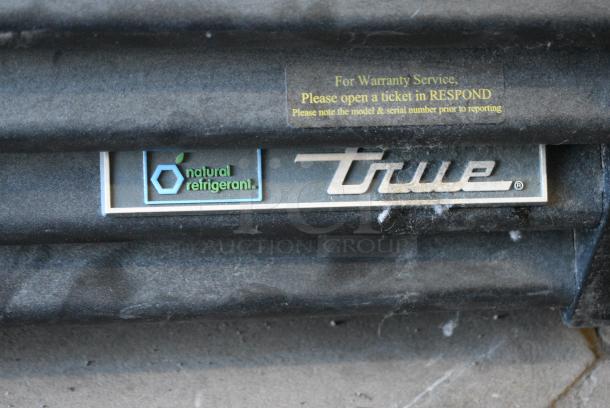 For Warranty Service,
Please open a ticket in RESPOND
Please note the model & serial number prior to reporting
natural
refrigerant.
true®
AUCTION GROUP